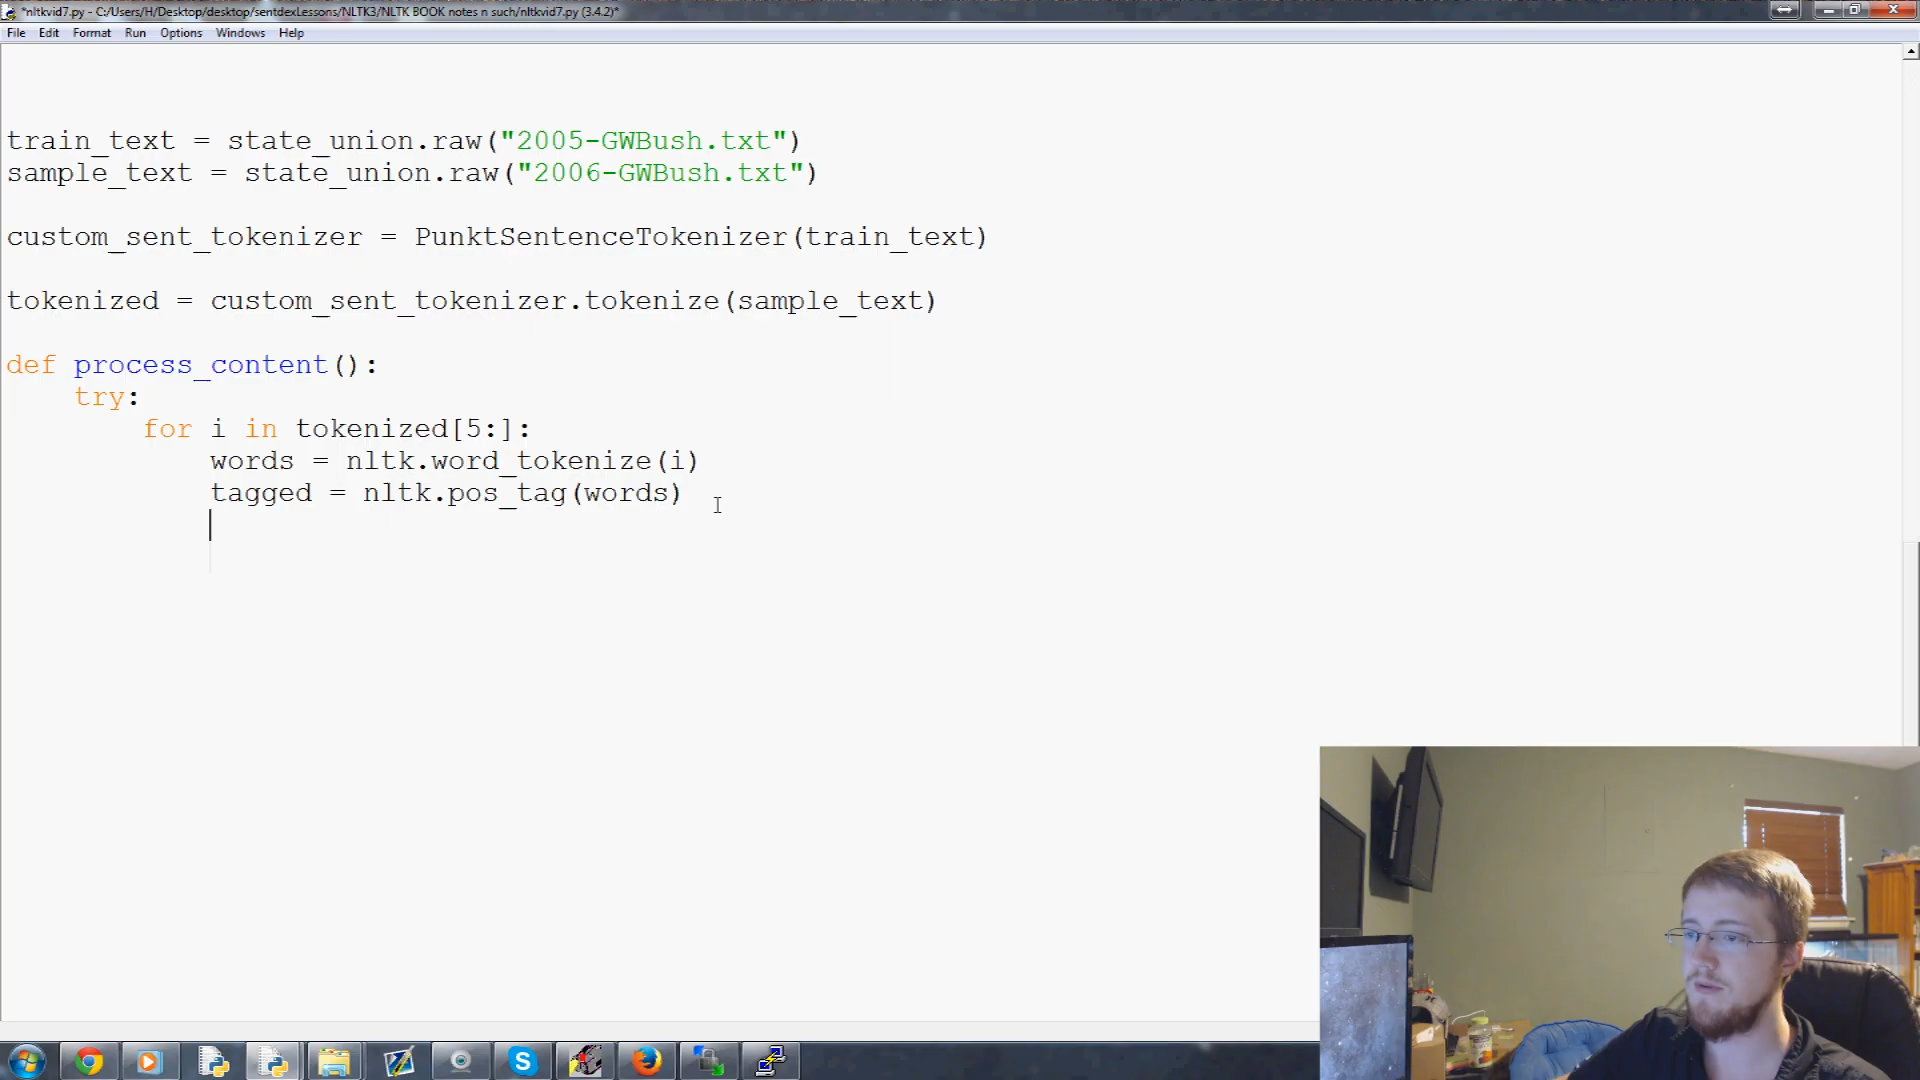 *nltkvid7.py - C:/Users/H/Desktop/desktop/sentdexLessons/NLTK3/NLTK BOOK notes n such/nltkvid7.py (3.4.2)*
File Edit Format Run Options Windows Help
train_text = state_union.raw("2005-GWBush.txt")
sample_text = state_union.raw("2006-GWBush.txt")
custom_sent_tokenizer = PunktSentenceTokenizer(train_text)
tokenized = custom_sent_tokenizer.tokenize(sample_text)
def process_content():
try:
for i in tokenized[5:]:
words = nltk.word_tokenize(i)
tagged = nltk.pos_tag(words)